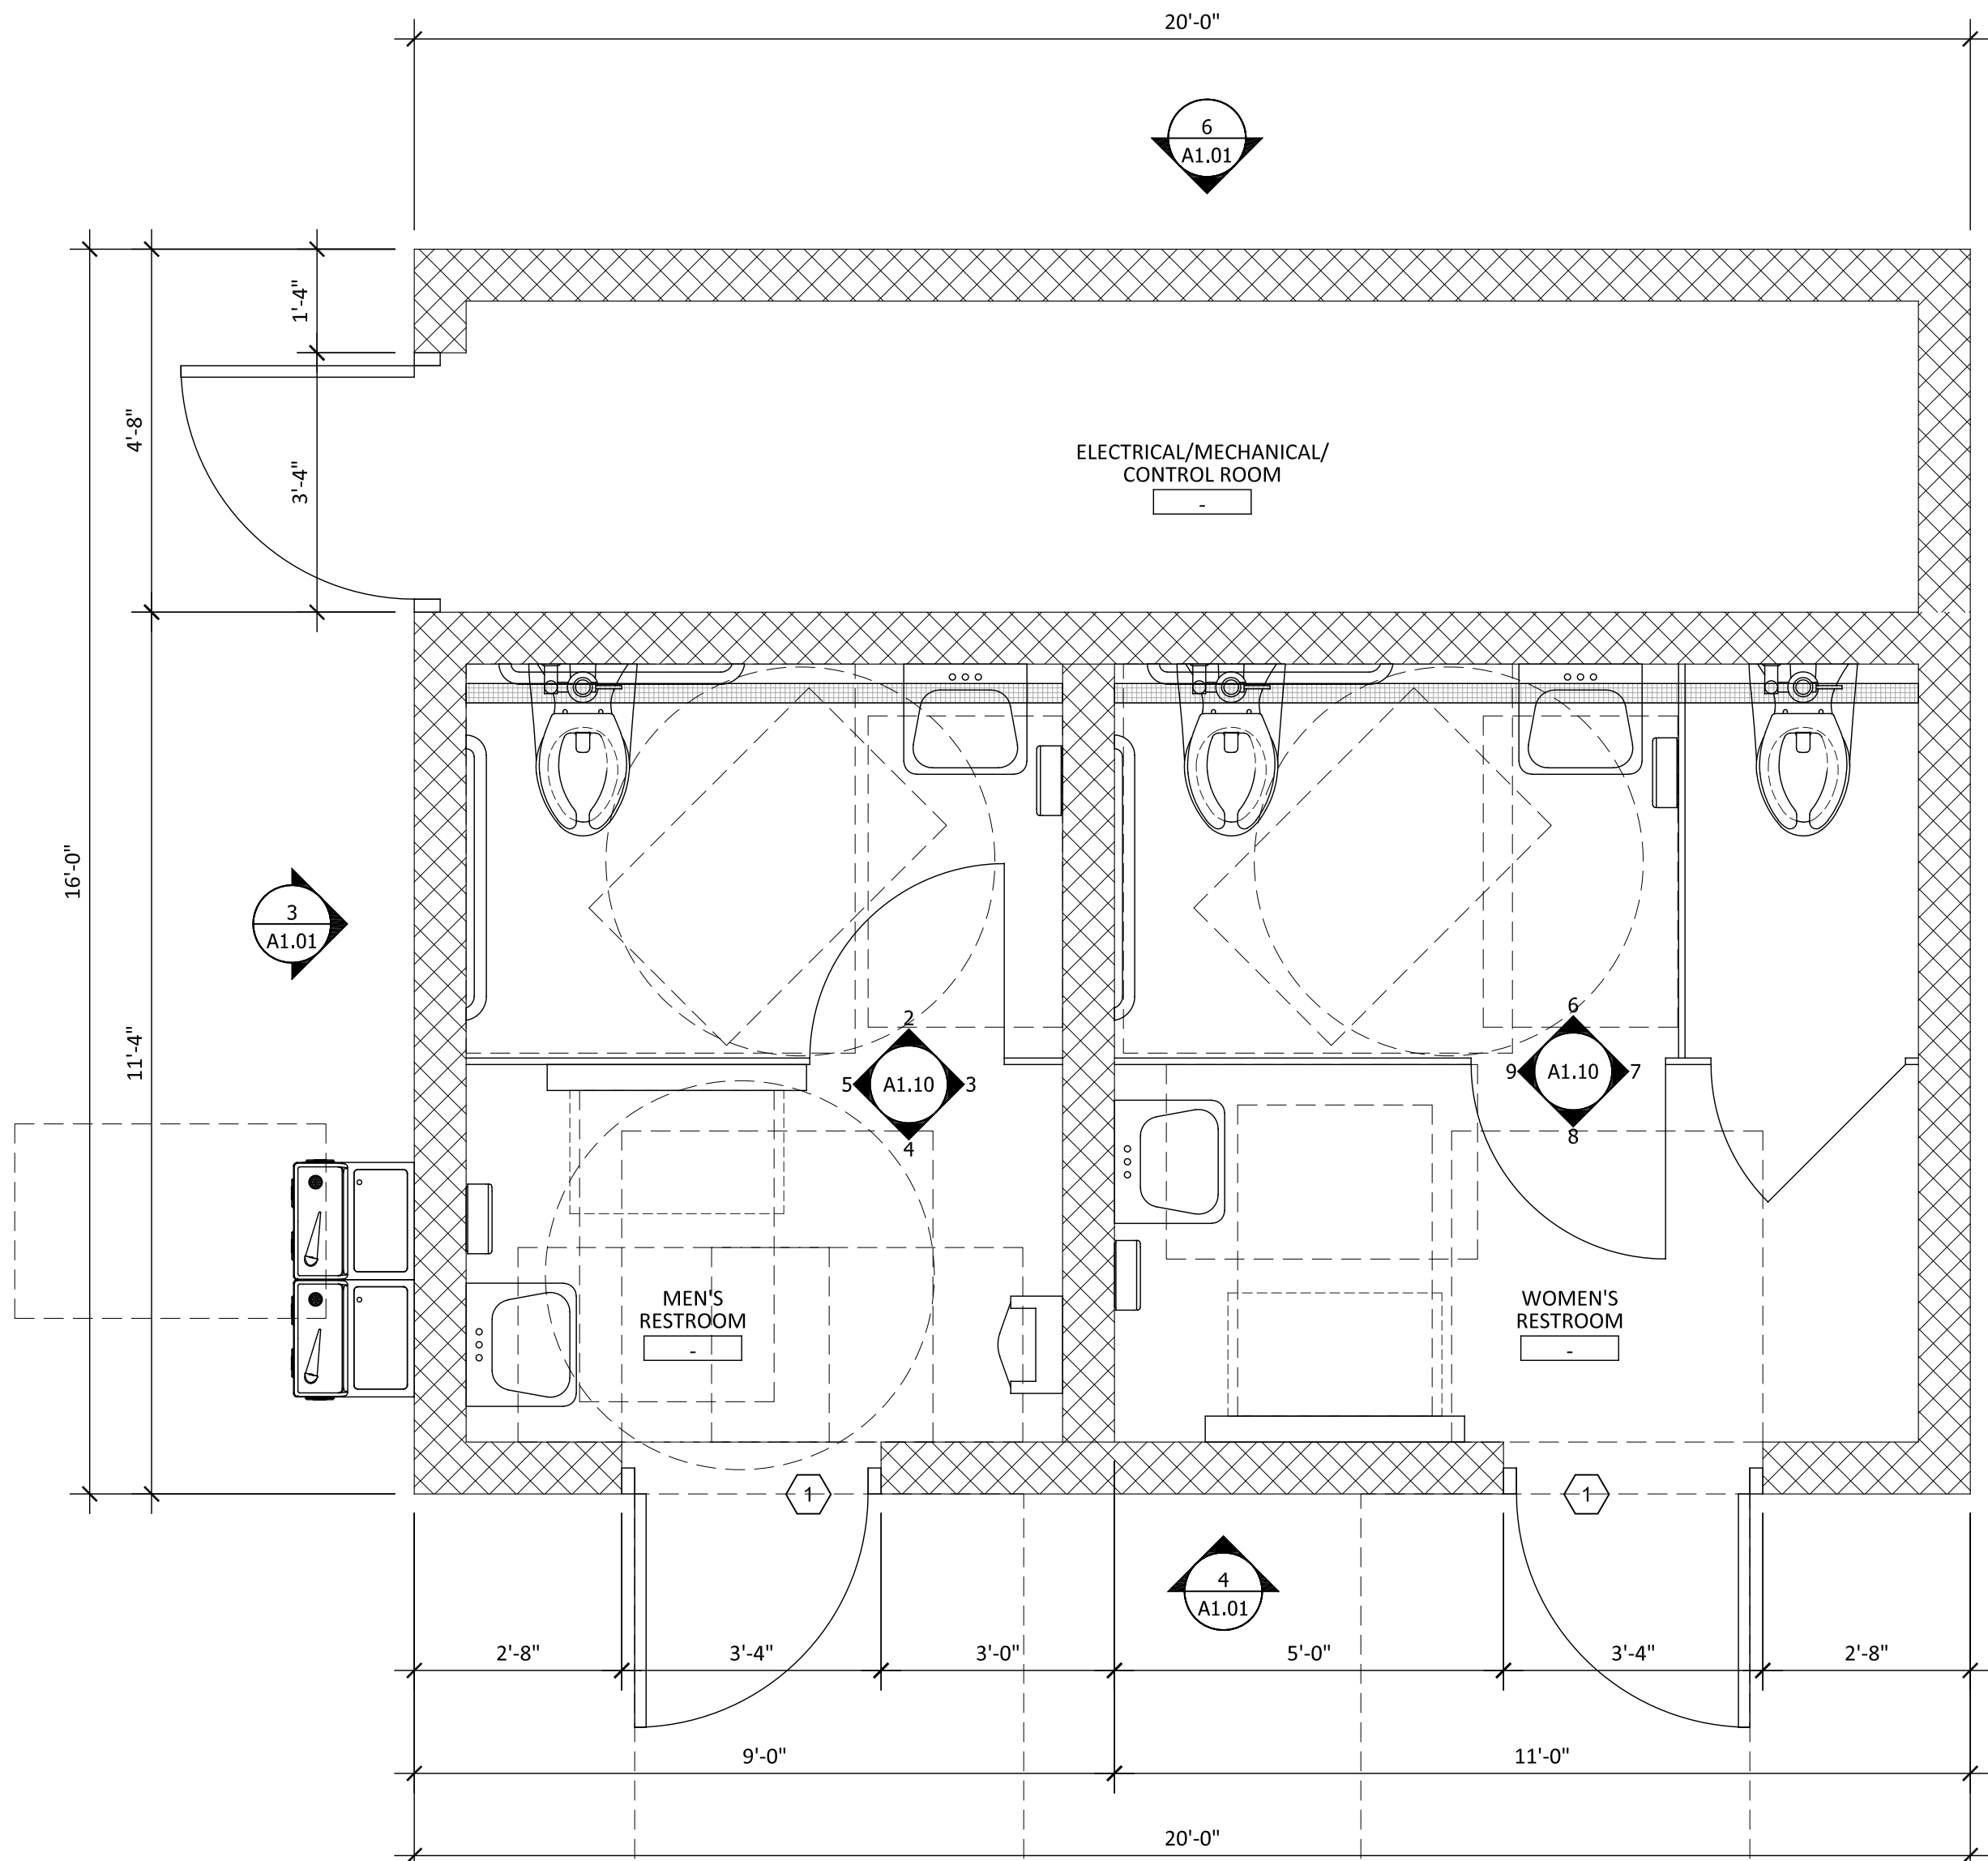 20'-0"
6
A1.01
1'-4"
4'-8"
3'-4"
ELECTRICAL/MECHANICAL/
CONTROL ROOM
-
16'-0"
3
A1.01
11'-4"
2
5 A1.10 3
4
6
9 A1.10 7
8
MEN'S
RESTROOM
-
WOMEN'S
RESTROOM
-
1
1
4
A1.01
2'-8" 3'-4" 3'-0" 5'-0" 3'-4" 2'-8"
9'-0" 11'-0"
20'-0"